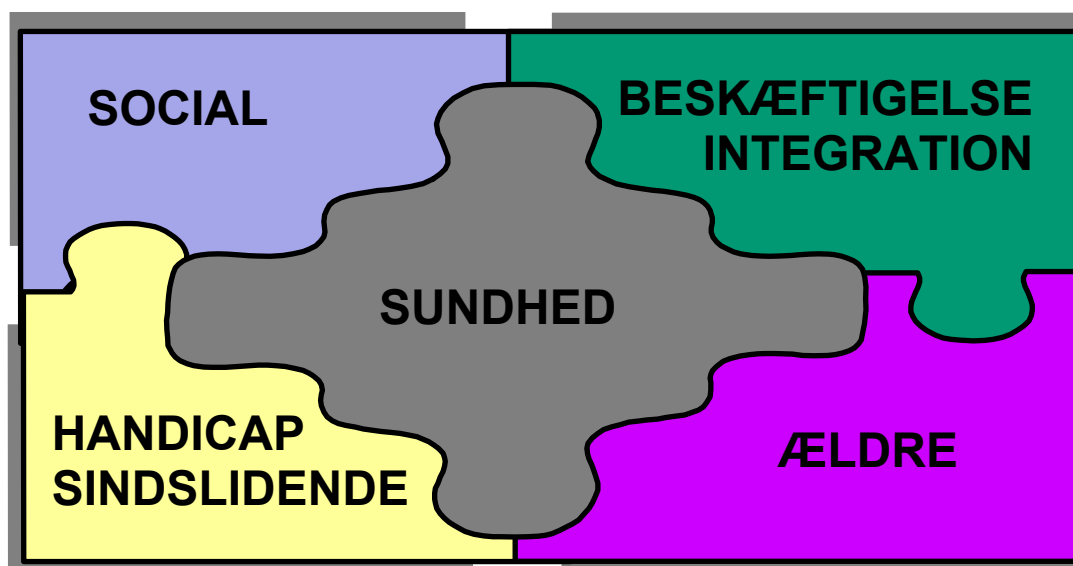 SOCIAL
BESKÆFTIGELSE
INTEGRATION
SUNDHED
HANDICAP
SINDSLIDENDE
ÆLDRE